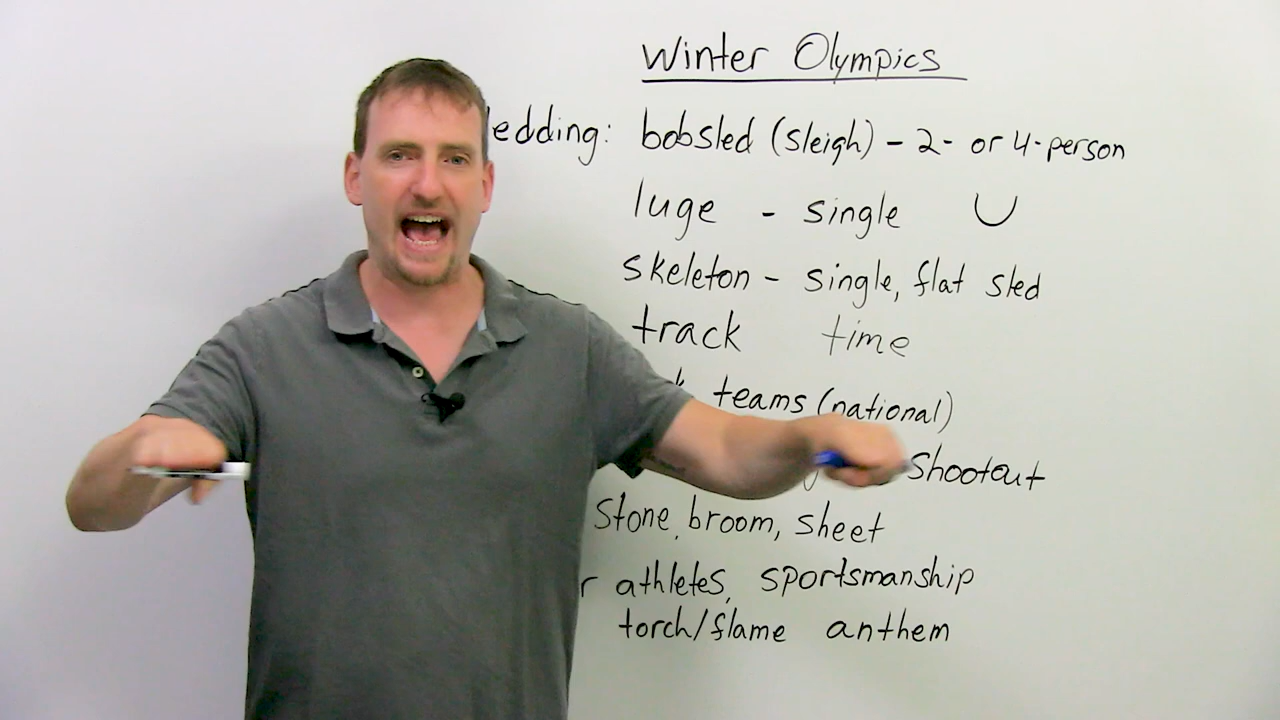 Winter Olympics
ledding: bobsled (sleigh) - 2- or 4-person
luge - single
skeleton - single, flat sled
track time
teams (national)
shootout
stone, broom, sheet
athletes, sportsmanship
torch/flame anthem